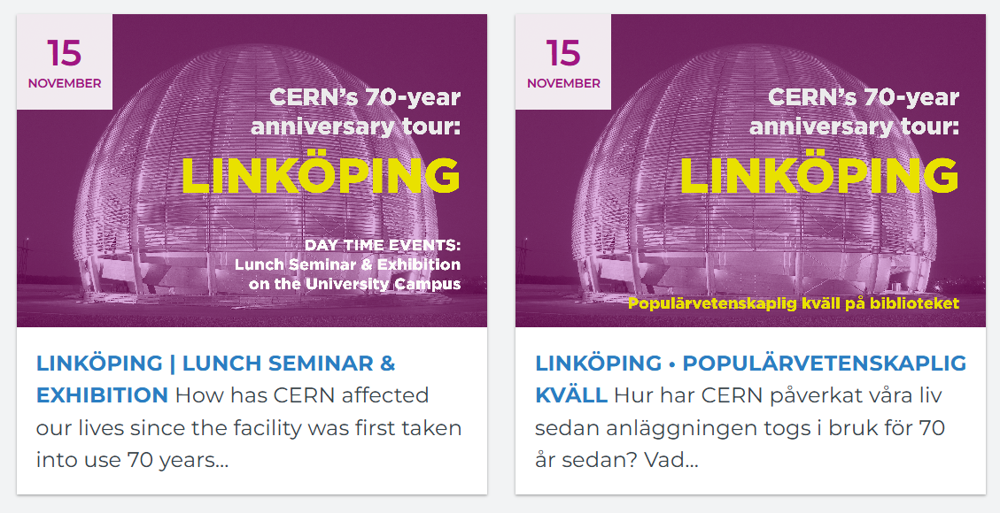 15
NOVEMBER
CERN's 70-year
anniversary tour:
LINKÖPING
DAY TIME EVENTS:
Lunch Seminar & Exhibition
on the University Campus
LINKÖPING | LUNCH SEMINAR &
EXHIBITION How has CERN affected
our lives since the facility was first taken
into use 70 years...
15
NOVEMBER
CERN's 70-year
anniversary tour:
LINKÖPING
Populärvetenskaplig kväll på biblioteket
LINKÖPING • POPULÄRVETENSKAPLIG
KVÄLL Hur har CERN påverkat våra liv
sedan anläggningen togs i bruk för 70
år sedan? Vad...